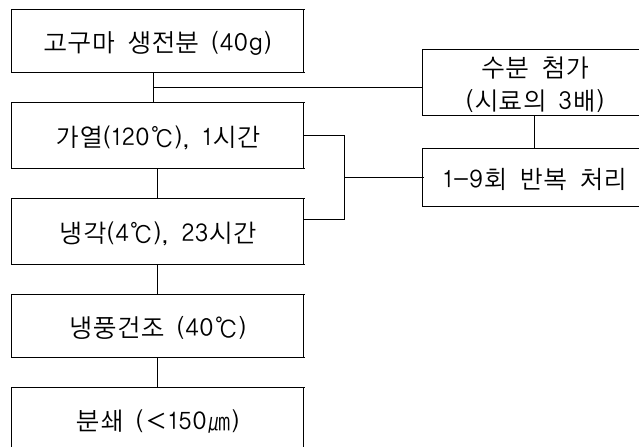 고구마 생전분 (40g)
수분 첨가
(시료의 3배)
가열(120℃), 1시간
1-9회 반복 처리
냉각(4℃), 23시간
냉풍건조 (40℃)
분쇄 (<150㎛)